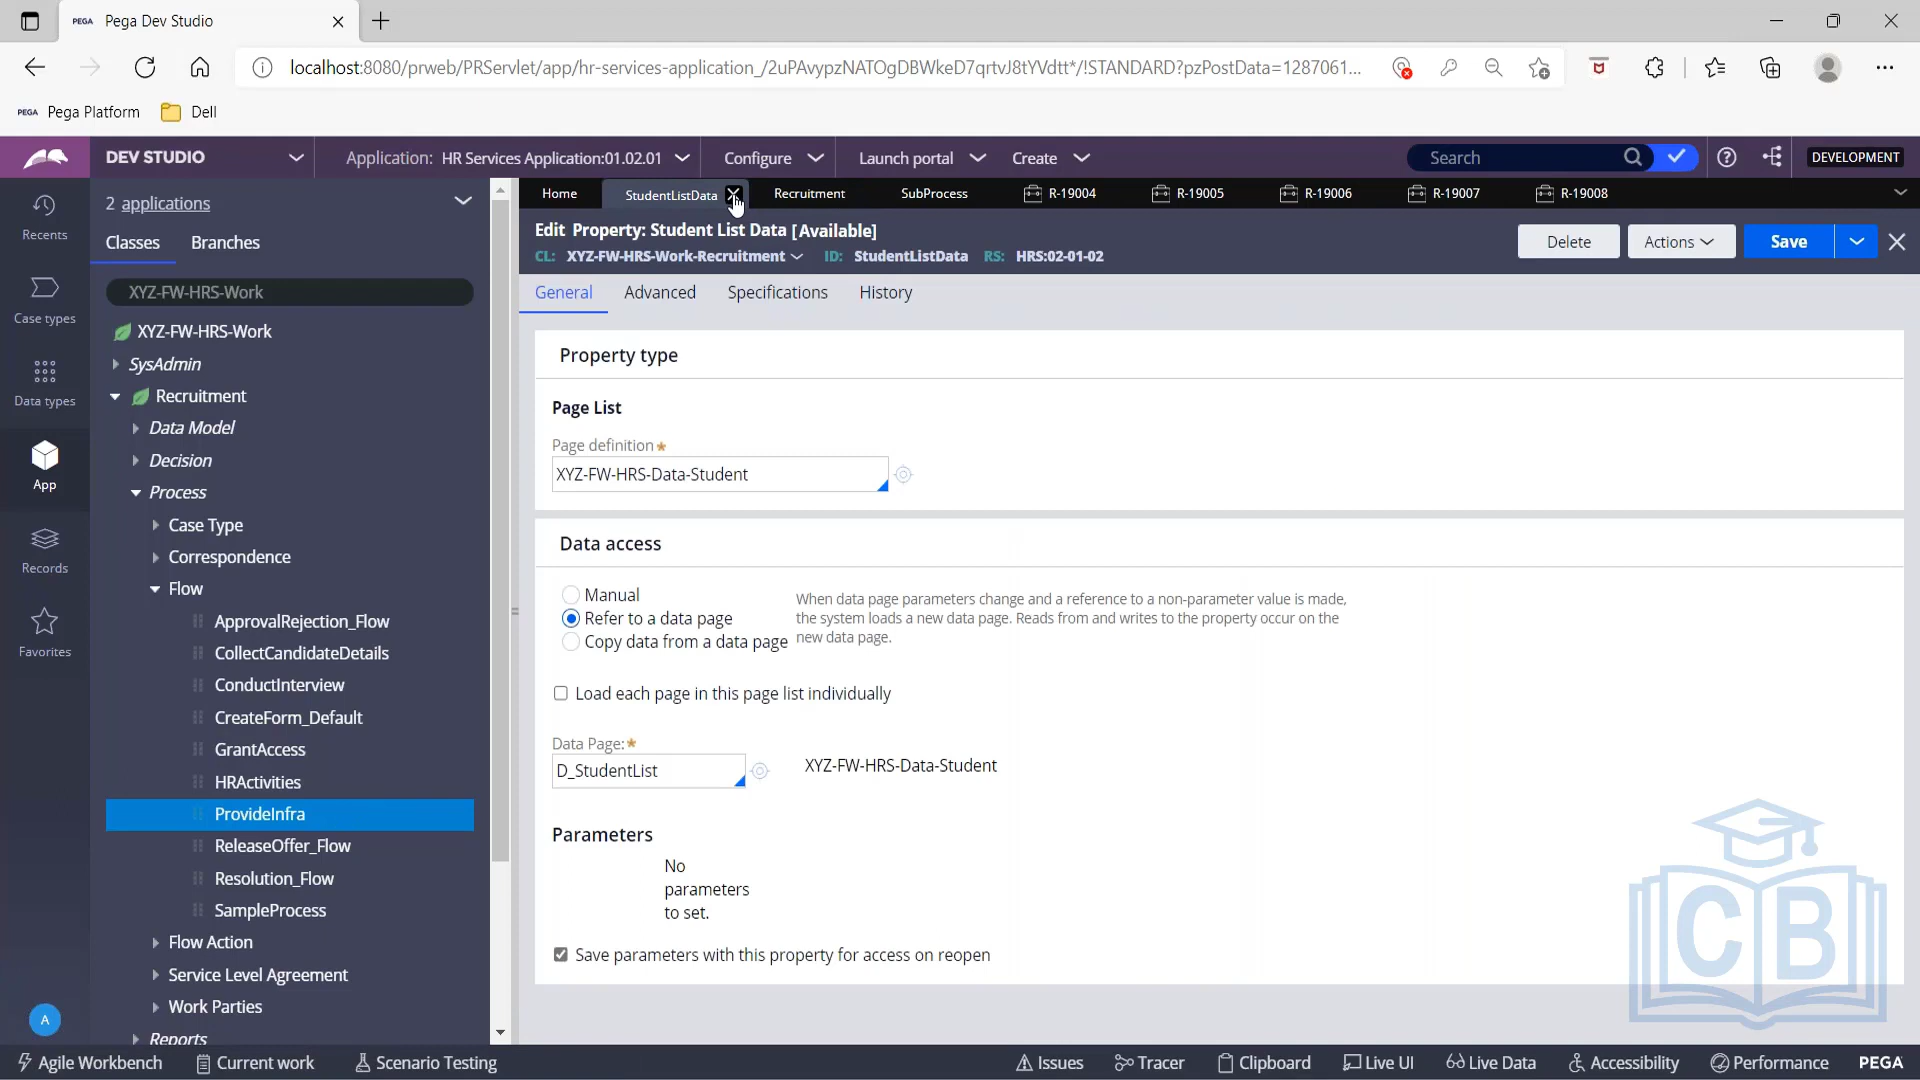 PEGA Pega Dev Studio
localhost:8080/prweb/PRServlet/app/hr-services-application_/2uPAvypzNATOgDBWkeD7qrtvJ8tYVdtt*/!STANDARD?pzPostData=1287061...
PEGA Pega Platform Dell
DEV STUDIO Application: HR Services Application:01.02.01 Configure Launch portal Create Search DEVELOPMENT
Home StudentListData Recruitment SubProcess R-19004 R-19005 R-19006 R-19007 R-19008
Recents
Case types
Data types
App
Records
Favorites
A
2 applications
Classes Branches
XYZ-FW-HRS-Work
XYZ-FW-HRS-Work
SysAdmin
Recruitment
Data Model
Decision
Process
Case Type
Correspondence
Flow
ApprovalRejection_Flow
CollectCandidateDetails
ConductInterview
CreateForm_Default
GrantAccess
HRActivities
ProvideInfra
ReleaseOffer_Flow
Resolution_Flow
SampleProcess
Flow Action
Service Level Agreement
Work Parties
Reports
Edit Property: Student List Data [Available]
CL: XYZ-FW-HRS-Work-Recruitment ID: StudentListData RS: HRS:02-01-02
Delete Actions Save
General Advanced Specifications History
Property type
Page List
Page definition★
XYZ-FW-HRS-Data-Student
Data access
Manual
Refer to a data page
Copy data from a data page
When data page parameters change and a reference to a non-parameter value is made,
the system loads a new data page. Reads from and writes to the property occur on the
new data page.
Load each page in this page list individually
Data Page:★
D_StudentList XYZ-FW-HRS-Data-Student
Parameters
No
parameters
to set.
Save parameters with this property for access on reopen
CB
Agile Workbench Current work Scenario Testing Issues Tracer Clipboard Live UI Live Data Accessibility Performance PEGA